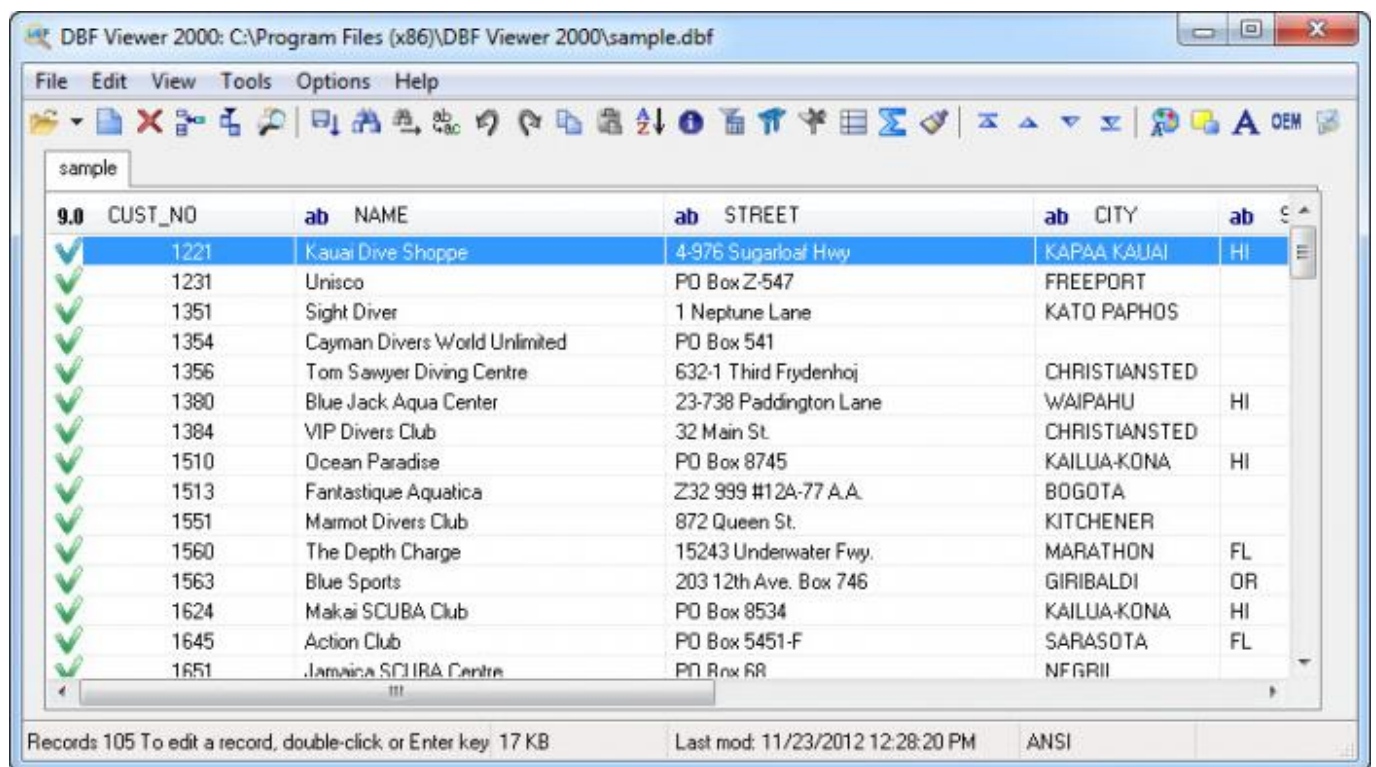 DBF Viewer 2000: C:\Program Files (x86)\DBF Viewer 2000\sample.dbf
File Edit View Tools Options Help
OEM
sample
9.0 CUST_NO ab NAME ab STREET ab CITY ab
1221 Kauai Dive Shoppe 4-976 Sugarloaf Hwy KAPAA KAUAI HI
1231 Unisco PO Box Z-547 FREEPORT
1351 Sight Diver 1 Neptune Lane KATO PAPHOS
1354 Cayman Divers World Unlimited PO Box 541
1356 Tom Sawyer Diving Centre 632-1 Third Frydenhoj CHRISTIANSTED
1380 Blue Jack Aqua Center 23-738 Paddington Lane WAIPAHU HI
1384 VIP Divers Club 32 Main St. CHRISTIANSTED
1510 Ocean Paradise PO Box 8745 KAILUA-KONA HI
1513 Fantastique Aquatica Z32 999 #12A-77 A.A. BOGOTA
1551 Marmot Divers Club 872 Queen St. KITCHENER
1560 The Depth Charge 15243 Underwater Fwy. MARATHON FL
1563 Blue Sports 203 12th Ave. Box 746 GIRIBALDI OR
1624 Makai SCUBA Club PO Box 8534 KAILUA-KONA HI
1645 Action Club PO Box 5451-F SARASOTA FL
1651 Jamaica SCUBA Centre PO Box 68 NEGRIL
Records 105 To edit a record, double-click or Enter key 17 KB Last mod: 11/23/2012 12:28:20 PM ANSI